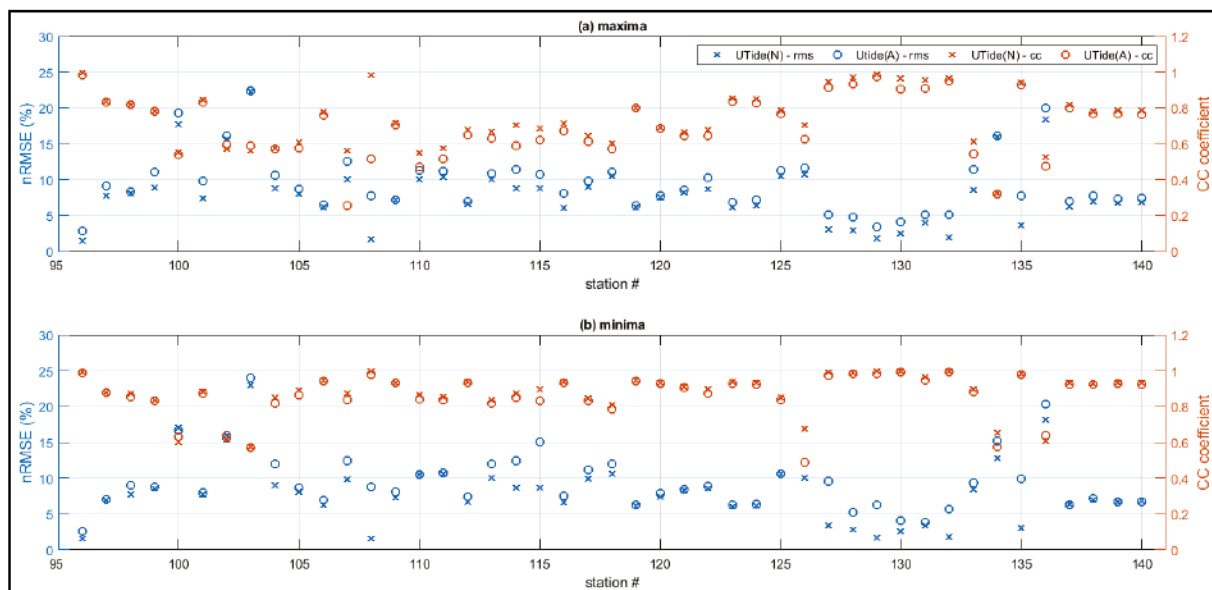 (a) maxima
30
25
20
15
10
5
0
nRMSE (%)
1.2
1
0.8
0.6
0.4
0.2
0
CC coefficient
× UTide(N) - rms ○ Utide(A) - rms × UTide(N) - cc ○ UTide(A) - cc
95 100 105 110 115 120 125 130 135 140
station #
(b) minima
30
25
20
15
10
5
0
nRMSE (%)
1.2
1
0.8
0.6
0.4
0.2
0
CC coefficient
95 100 105 110 115 120 125 130 135 140
station #